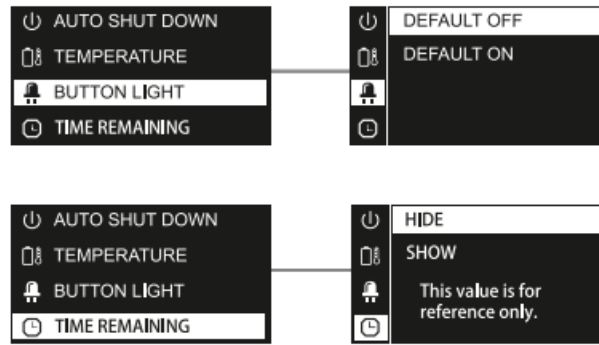 AUTO SHUT DOWN
TEMPERATURE
BUTTON LIGHT
TIME REMAINING
DEFAULT OFF
DEFAULT ON
AUTO SHUT DOWN
TEMPERATURE
BUTTON LIGHT
TIME REMAINING
HIDE
SHOW
This value is for
reference only.